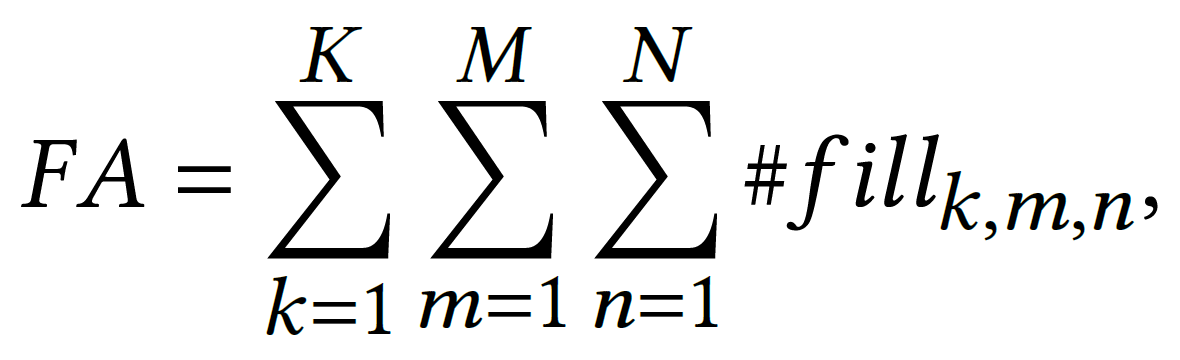 FA = \sum_{k=1}^{K} \sum_{m=1}^{M} \sum_{n=1}^{N} \#fill_{k,m,n},